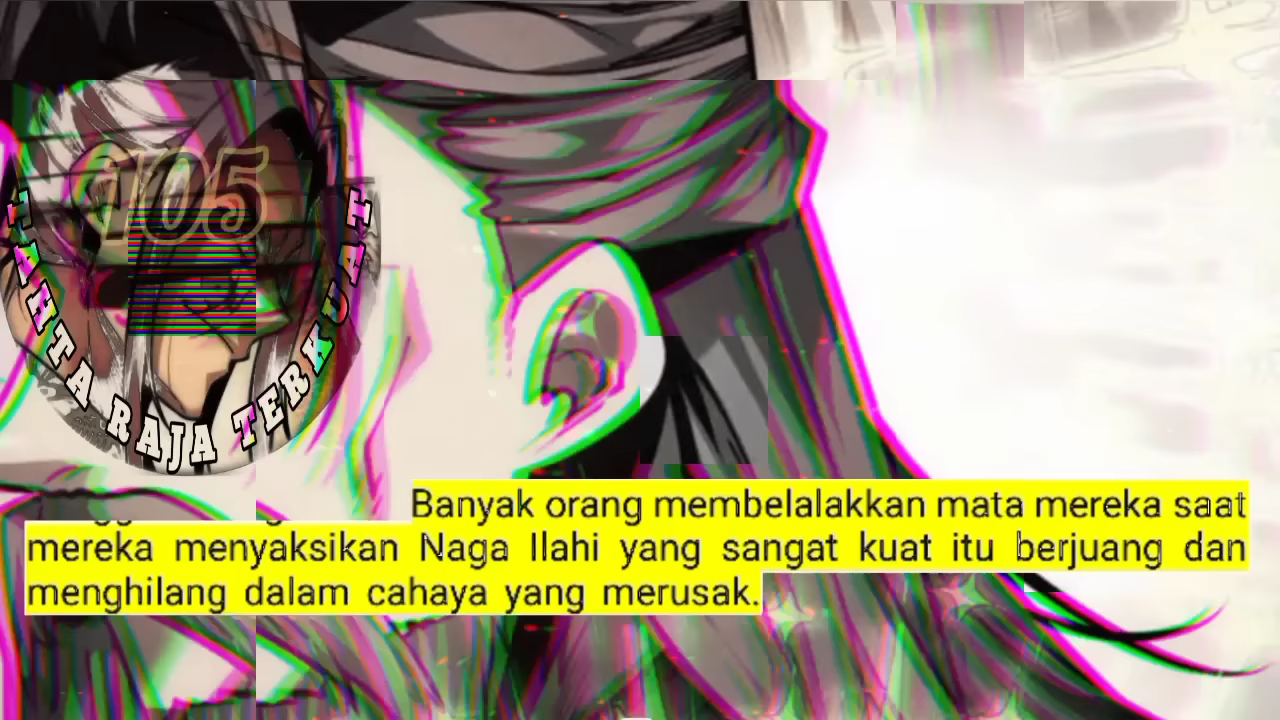 105
TAHTA RAJA TERKUAT
Banyak orang membelalakkan mata mereka saat
mereka menyaksikan Naga Ilahi yang sangat kuat itu berjuang dan
menghilang dalam cahaya yang merusak.